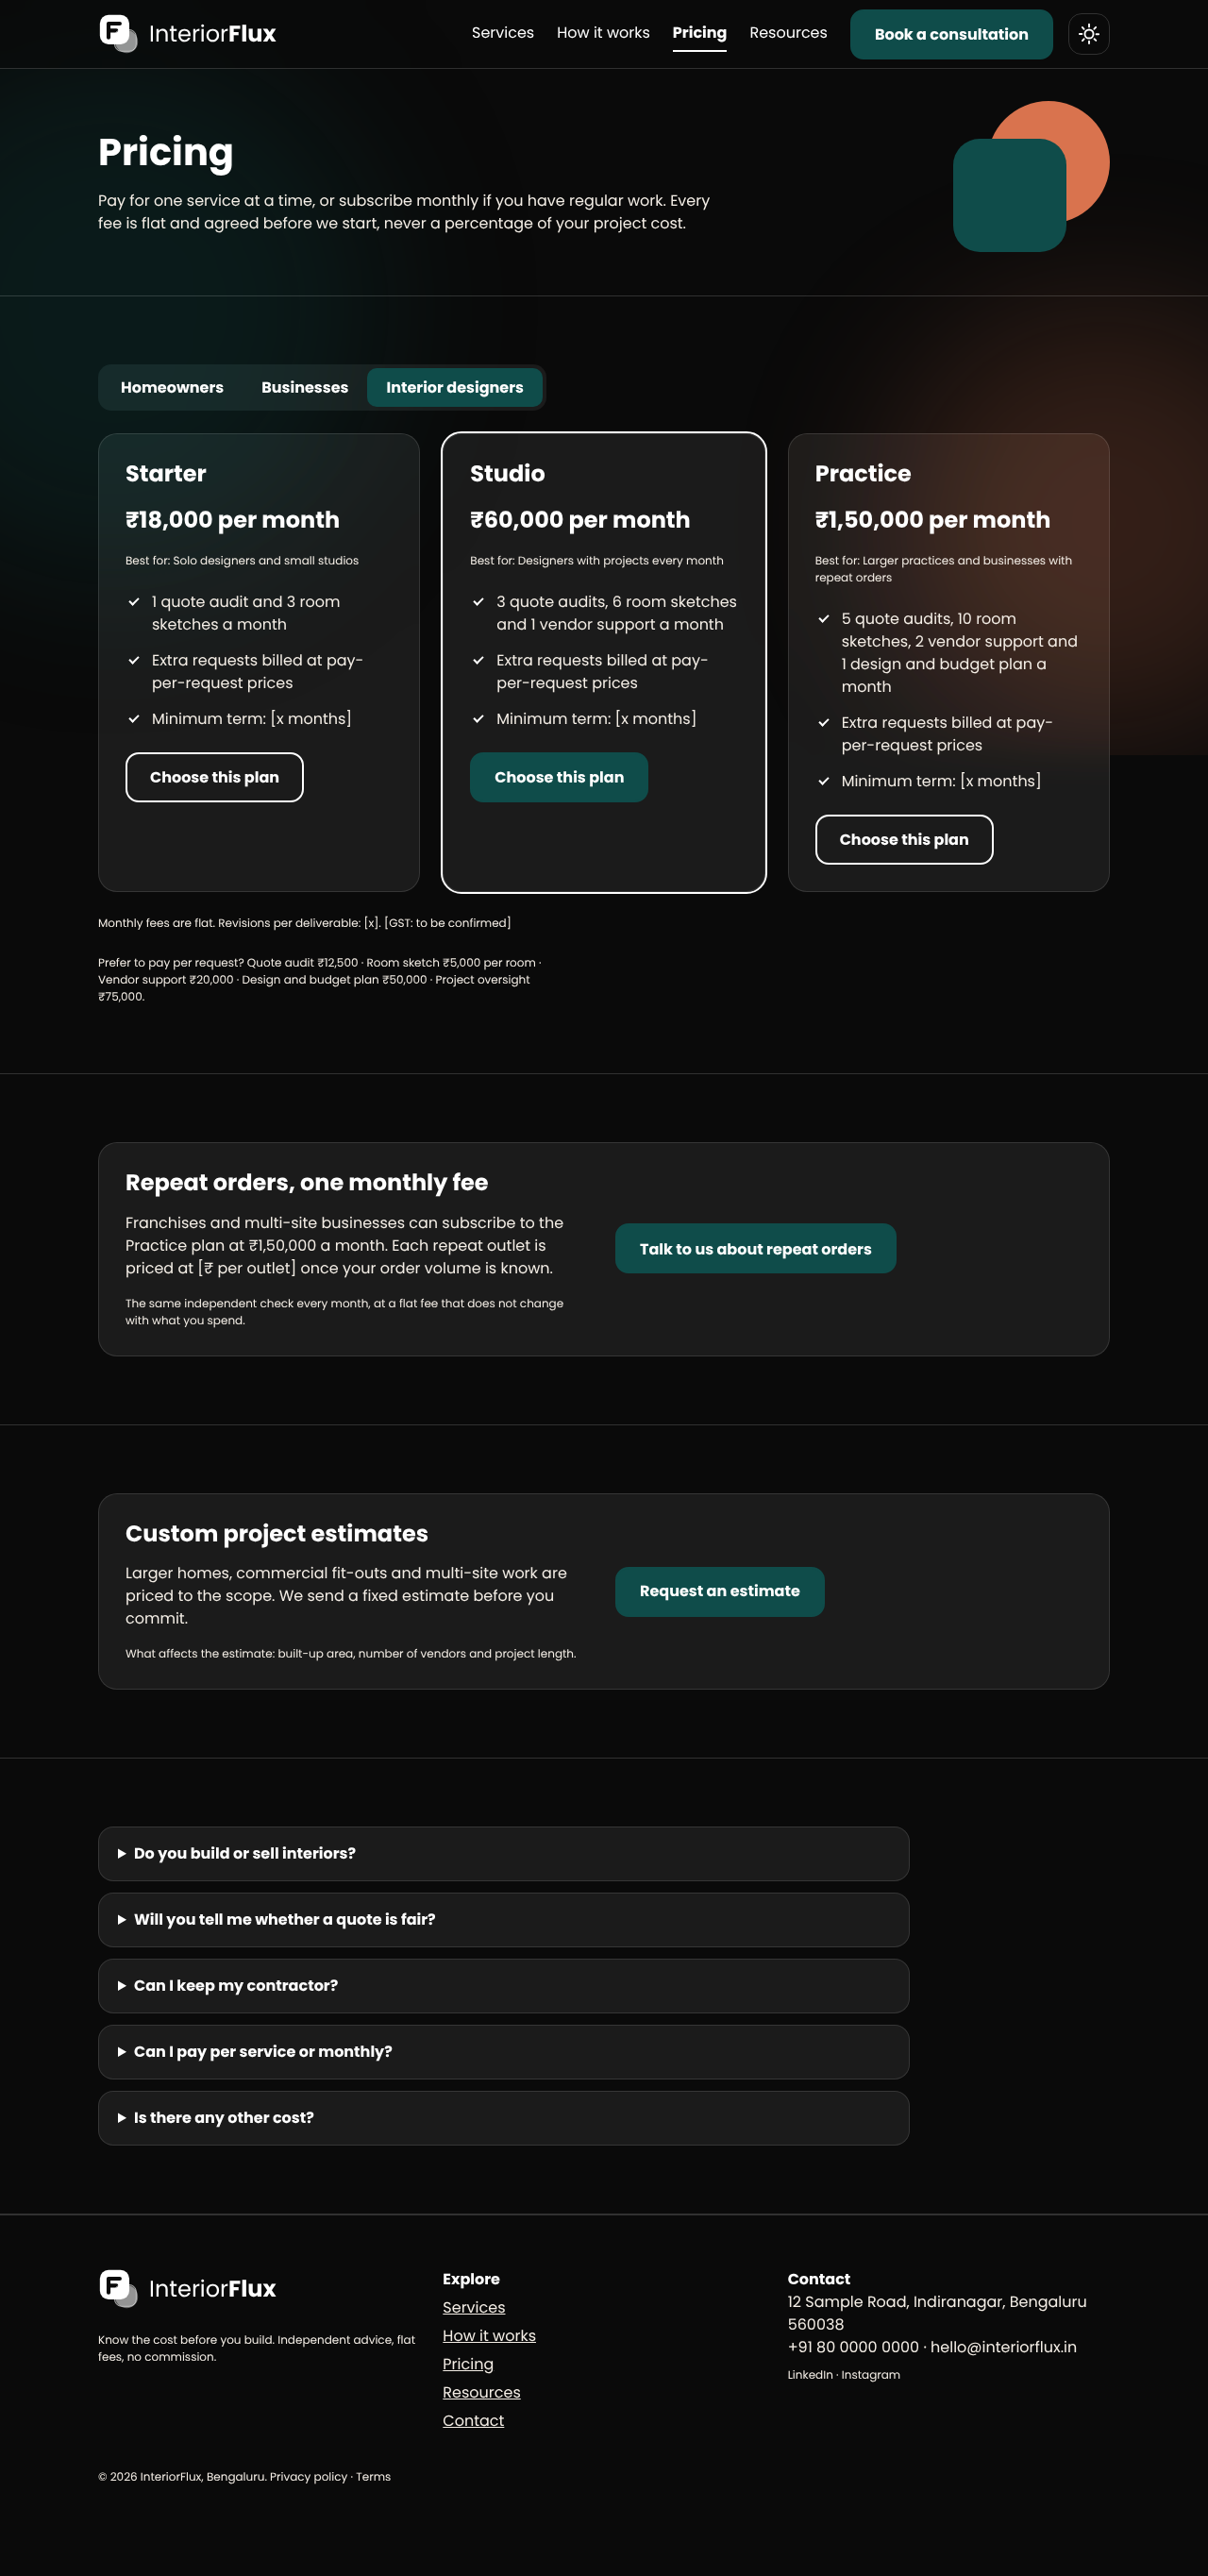 InteriorFlux
Services
How it works
Pricing
Resources
Book a consultation
Pricing
Pay for one service at a time, or subscribe monthly if you have regular work. Every
fee is flat and agreed before we start, never a percentage of your project cost.
Homeowners
Businesses
Interior designers
Starter
₹18,000 per month
Best for: Solo designers and small studios
1 quote audit and 3 room
sketches a month
Extra requests billed at pay-
per-request prices
Minimum term: [x months]
Choose this plan
Studio
₹60,000 per month
Best for: Designers with projects every month
3 quote audits, 6 room sketches
and 1 vendor support a month
Extra requests billed at pay-
per-request prices
Minimum term: [x months]
Choose this plan
Practice
₹1,50,000 per month
Best for: Larger practices and businesses with
repeat orders
5 quote audits, 10 room
sketches, 2 vendor support and
1 design and budget plan a
month
Extra requests billed at pay-
per-request prices
Minimum term: [x months]
Choose this plan
Monthly fees are flat. Revisions per deliverable: [x]. [GST: to be confirmed]
Prefer to pay per request? Quote audit ₹12,500 · Room sketch ₹5,000 per room ·
Vendor support ₹20,000 · Design and budget plan ₹50,000 · Project oversight
₹75,000.
Repeat orders, one monthly fee
Franchises and multi-site businesses can subscribe to the
Practice plan at ₹1,50,000 a month. Each repeat outlet is
priced at [₹ per outlet] once your order volume is known.
The same independent check every month, at a flat fee that does not change
with what you spend.
Talk to us about repeat orders
Custom project estimates
Larger homes, commercial fit-outs and multi-site work are
priced to the scope. We send a fixed estimate before you
commit.
What affects the estimate: built-up area, number of vendors and project length.
Request an estimate
Do you build or sell interiors?
Will you tell me whether a quote is fair?
Can I keep my contractor?
Can I pay per service or monthly?
Is there any other cost?
InteriorFlux
Know the cost before you build. Independent advice, flat
fees, no commission.
Explore
Services
How it works
Pricing
Resources
Contact
Contact
12 Sample Road, Indiranagar, Bengaluru
560038
+91 80 0000 0000 · hello@interiorflux.in
LinkedIn · Instagram
© 2026 InteriorFlux, Bengaluru. Privacy policy · Terms